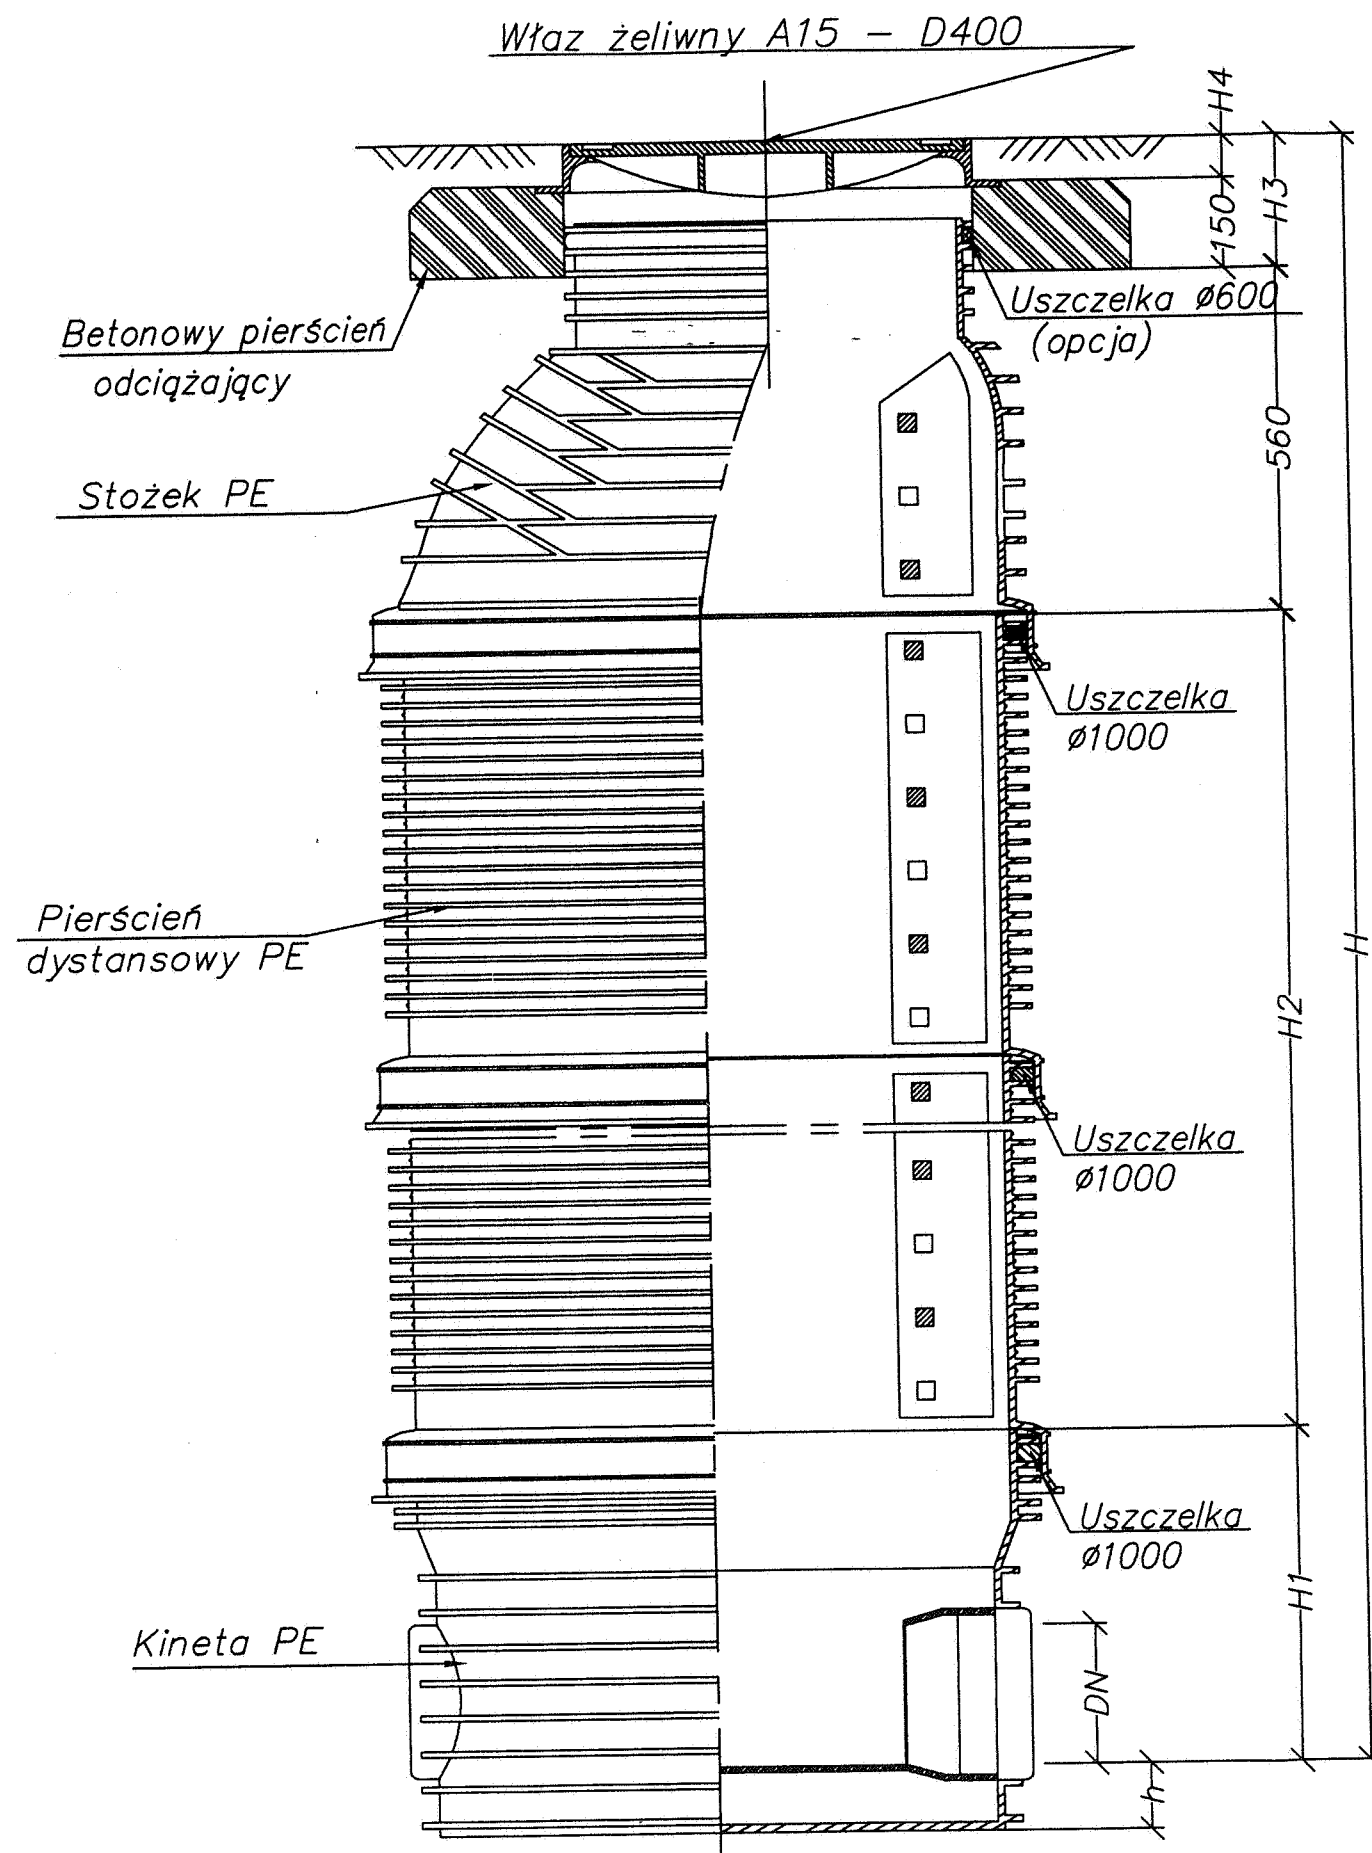 Właz żeliwny A15 – D400
H4
150
H3
Uszczelka ø600
(opcja)
Betonowy pierścień
odciążający
560
Stożek PE
Uszczelka
ø1000
Pierścień
dystansowy PE
H
H2
Uszczelka
ø1000
Uszczelka
ø1000
H1
Kineta PE
DN
h